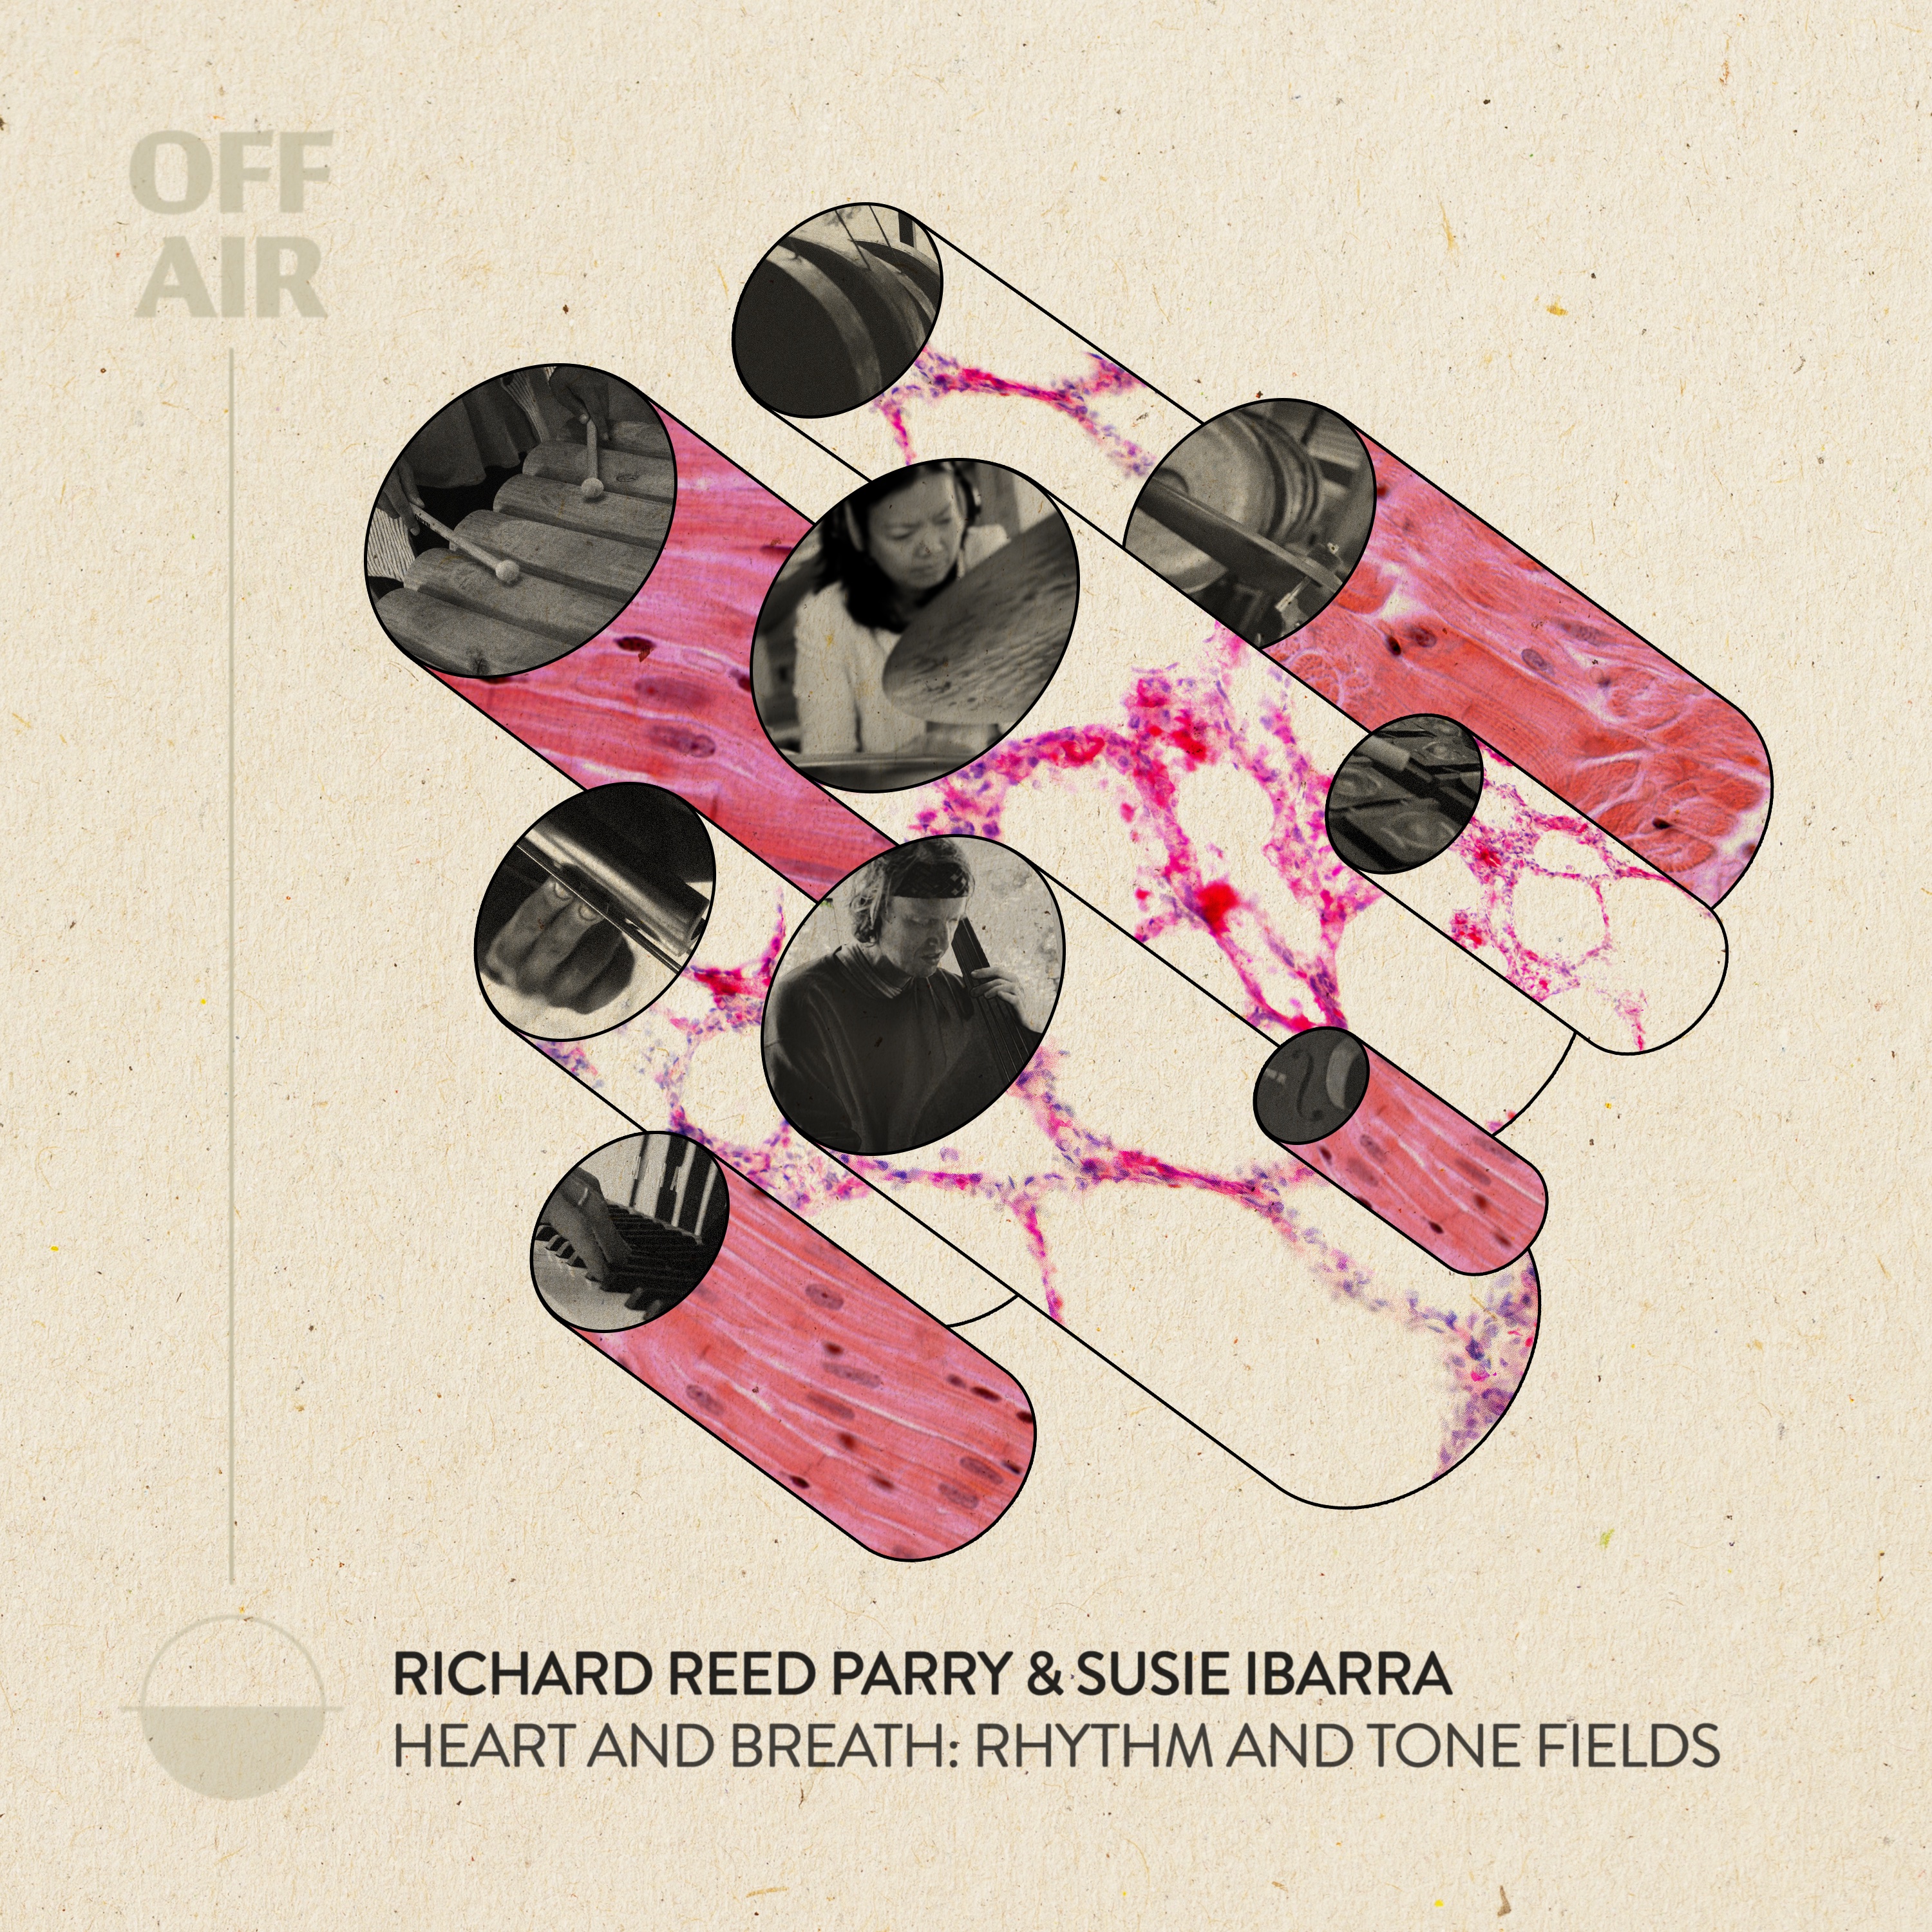 OFF
AIR
RICHARD REED PARRY & SUSIE IBARRA
HEART AND BREATH: RHYTHM AND TONE FIELDS